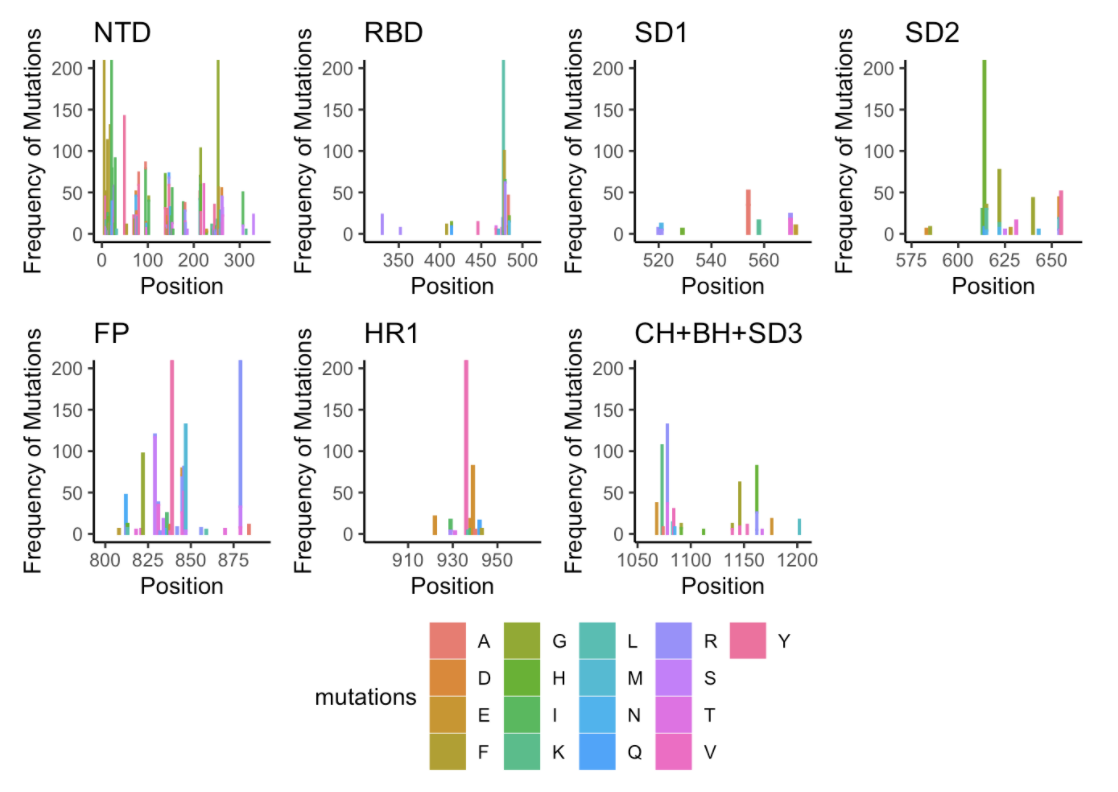 NTD RBD SD1 SD2
Frequency of Mutations
200
150
100
50
0
0 100 200 300
Position
Frequency of Mutations
200
150
100
50
0
350 400 450 500
Position
Frequency of Mutations
200
150
100
50
0
520 540 560
Position
Frequency of Mutations
200
150
100
50
0
575 600 625 650
Position
FP HR1 CH+BH+SD3
Frequency of Mutations
200
150
100
50
0
800 825 850 875
Position
Frequency of Mutations
200
150
100
50
0
910 930 950
Position
Frequency of Mutations
200
150
100
50
0
1050 1100 1150 1200
Position
mutations
A G L R Y
D H M S
E I N T
F K Q V